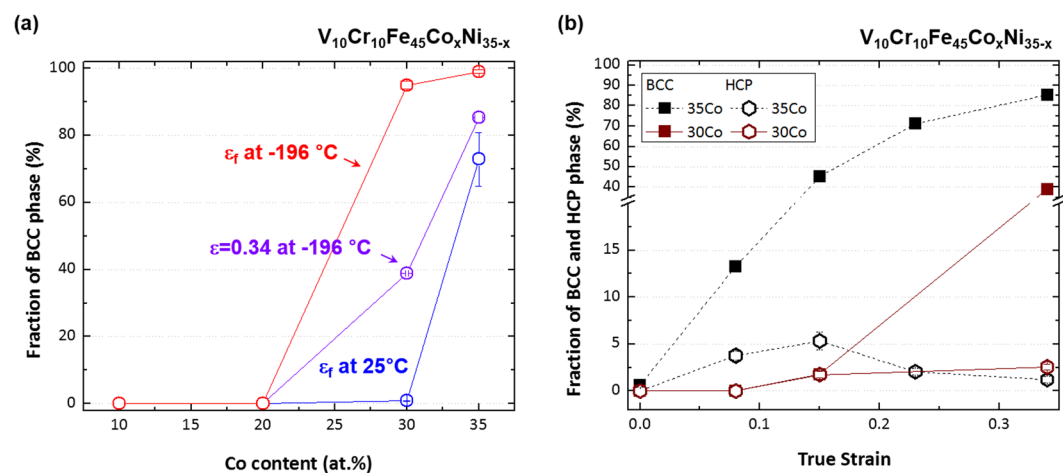 (a)
V10Cr10Fe45CoxNi35-x
Fraction of BCC phase (%)
100
80
60
40
20
0
εf at -196 °C
ε=0.34 at -196 °C
εf at 25°C
10
15
20
25
30
35
Co content (at.%)
(b)
V10Cr10Fe45CoxNi35-x
Fraction of BCC and HCP phase (%)
100
90
80
70
60
50
40
15
10
5
0
BCC HCP
35Co 35Co
30Co 30Co
0.0
0.1
0.2
0.3
True Strain